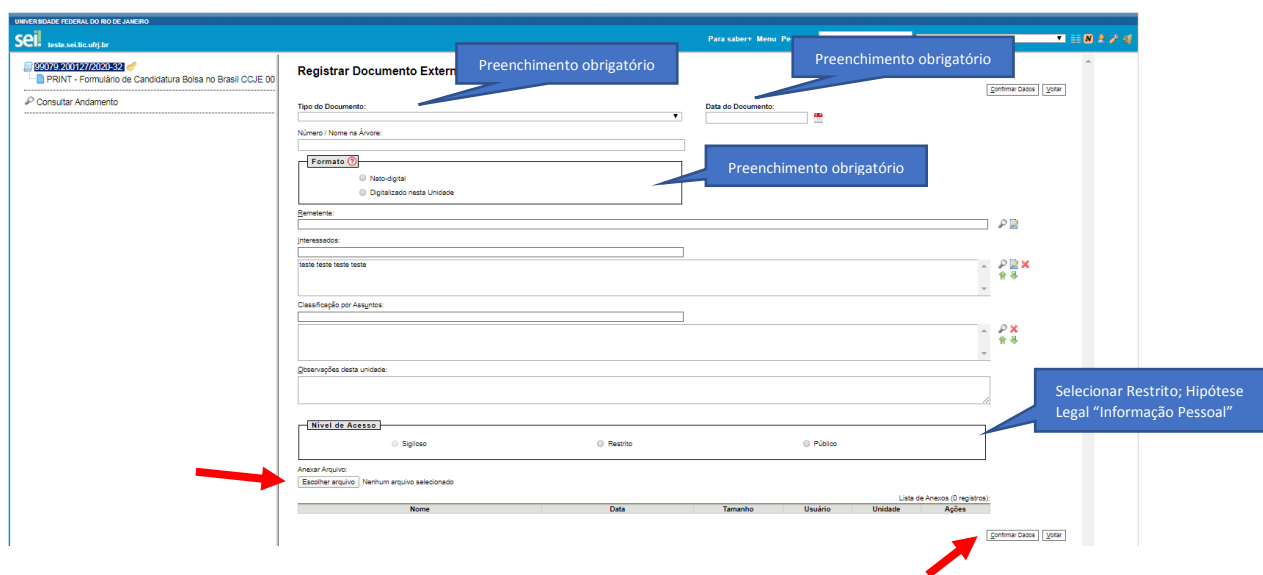 UNIVERSIDADE FEDERAL DO RIO DE JANEIRO
sei! teste.sei.tic.ufrj.br
Para saber+ Menu
99079.200127/2020-32
PRINT - Formulário de Candidatura Bolsa no Brasil CCJE 00
Consultar Andamento
Registrar Documento Extern
Preenchimento obrigatório
Preenchimento obrigatório
Confirmar Dados Voltar
Tipo do Documento:
Data do Documento:
Número / Nome na Árvore:
Formato
Nato-digital
Digitalizado nesta Unidade
Preenchimento obrigatório
Remetente:
Interessados:
teste teste teste teste
Classificação por Assuntos:
Observações desta unidade:
Selecionar Restrito; Hipótese
Legal “Informação Pessoal”
Nível de Acesso
Sigiloso Restrito Público
Anexar Arquivo:
Escolher arquivo Nenhum arquivo selecionado
Lista de Anexos (0 registros):
Nome Data Tamanho Usuário Unidade Ações
Confirmar Dados Voltar